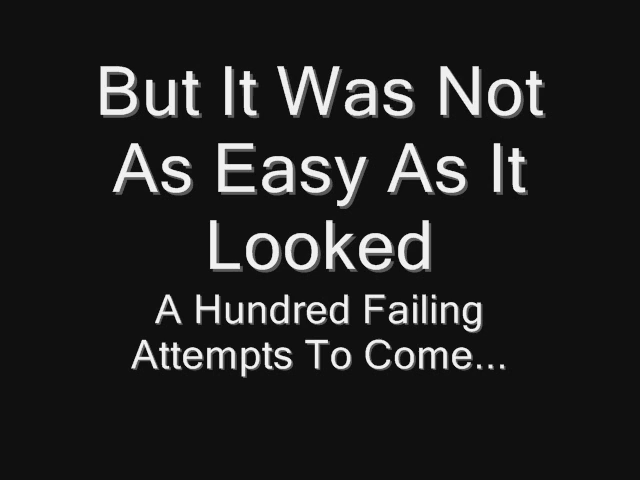 But It Was Not
As Easy As It
Looked
A Hundred Failing
Attempts To Come...